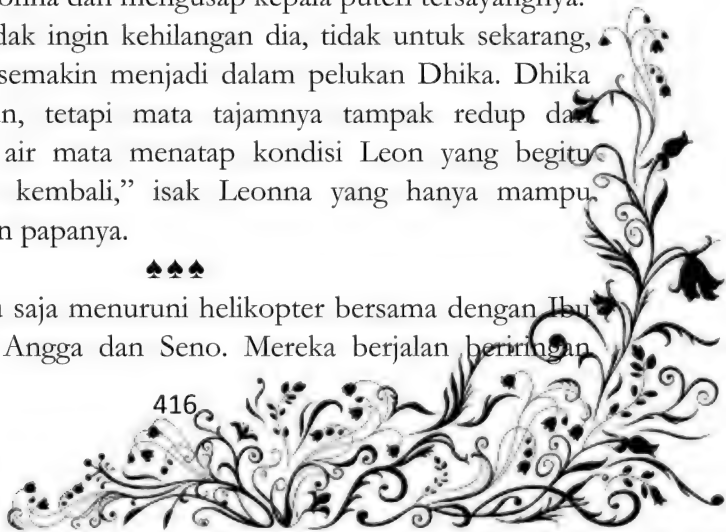 onna dan mengusap kepala puteri tersayangnya.
dak ingin kehilangan dia, tidak untuk sekarang,
semakin menjadi dalam pelukan Dhika. Dhika
n, tetapi mata tajamnya tampak redup dan
air mata menatap kondisi Leon yang begitu
kembali,” isak Leonna yang hanya mampu
n papanya.
♠♠♠
u saja menuruni helikopter bersama dengan Ibu
Angga dan Seno. Mereka berjalan beriringan
416